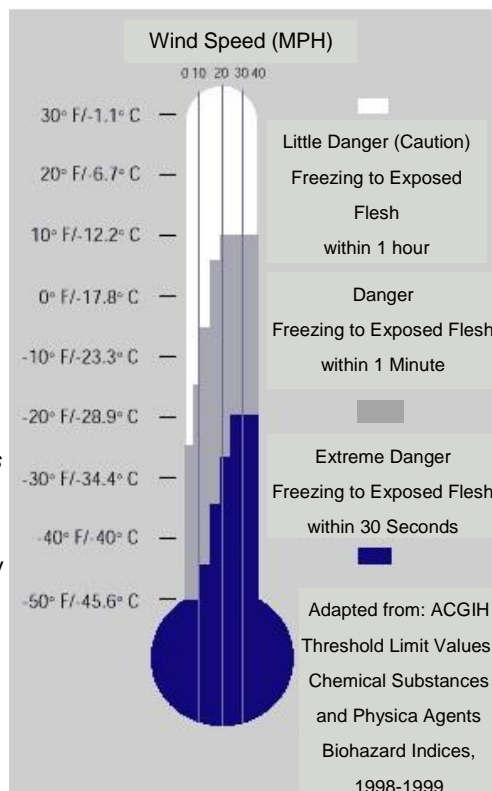 Wind Speed (MPH)
0 10 20 30 40
30° F/-1.1° C
20° F/-6.7° C
10° F/-12.2° C
0° F/-17.8° C
-10° F/-23.3° C
-20° F/-28.9° C
-30° F/-34.4° C
-40° F/-40° C
-50° F/-45.6° C
Little Danger (Caution)
Freezing to Exposed
Flesh
within 1 hour
Danger
Freezing to Exposed Flesh
within 1 Minute
Extreme Danger
Freezing to Exposed Flesh
within 30 Seconds
Adapted from: ACGIH
Threshold Limit Values
Chemical Substances
and Physica Agents
Biohazard Indices,
1998-1999